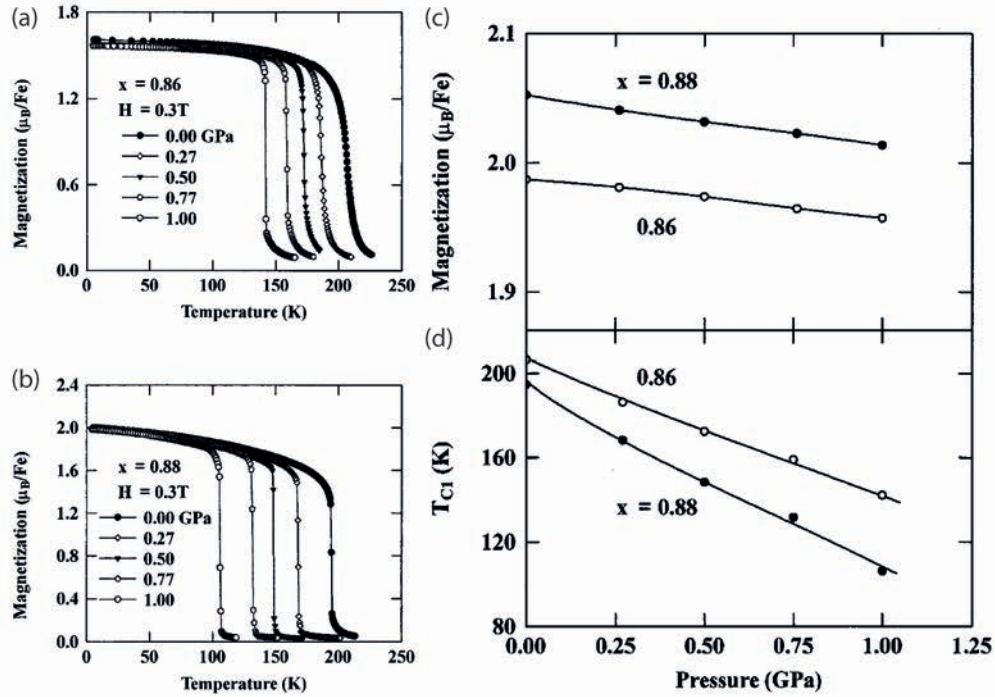 (a)
1.8
1.2
0.6
0.0
Magnetization (μB/Fe)
x = 0.86
H = 0.3T
0.00 GPa
0.27
0.50
0.77
1.00
0 50 100 150 200 250
Temperature (K)
(b)
2.4
2.0
1.6
1.2
0.8
0.4
0.0
Magnetization (μB/Fe)
x = 0.88
H = 0.3T
0.00 GPa
0.27
0.50
0.77
1.00
0 50 100 150 200 250
Temperature (K)
(c)
2.1
2.0
1.9
Magnetization (μB/Fe)
x = 0.88
0.86
(d)
200
160
120
80
TC1 (K)
0.86
x = 0.88
0.00 0.25 0.50 0.75 1.00 1.25
Pressure (GPa)